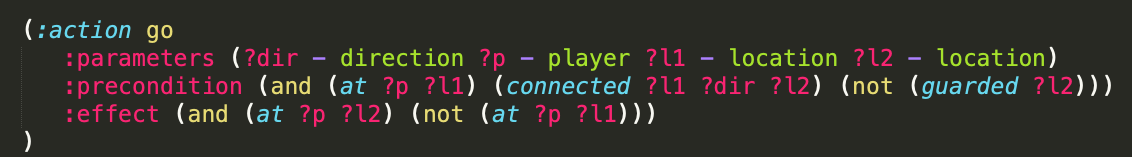 (:action go
:parameters (?dir – direction ?p – player ?l1 – location ?l2 – location)
:precondition (and (at ?p ?l1) (connected ?l1 ?dir ?l2) (not (guarded ?l2)))
:effect (and (at ?p ?l2) (not (at ?p ?l1)))
)